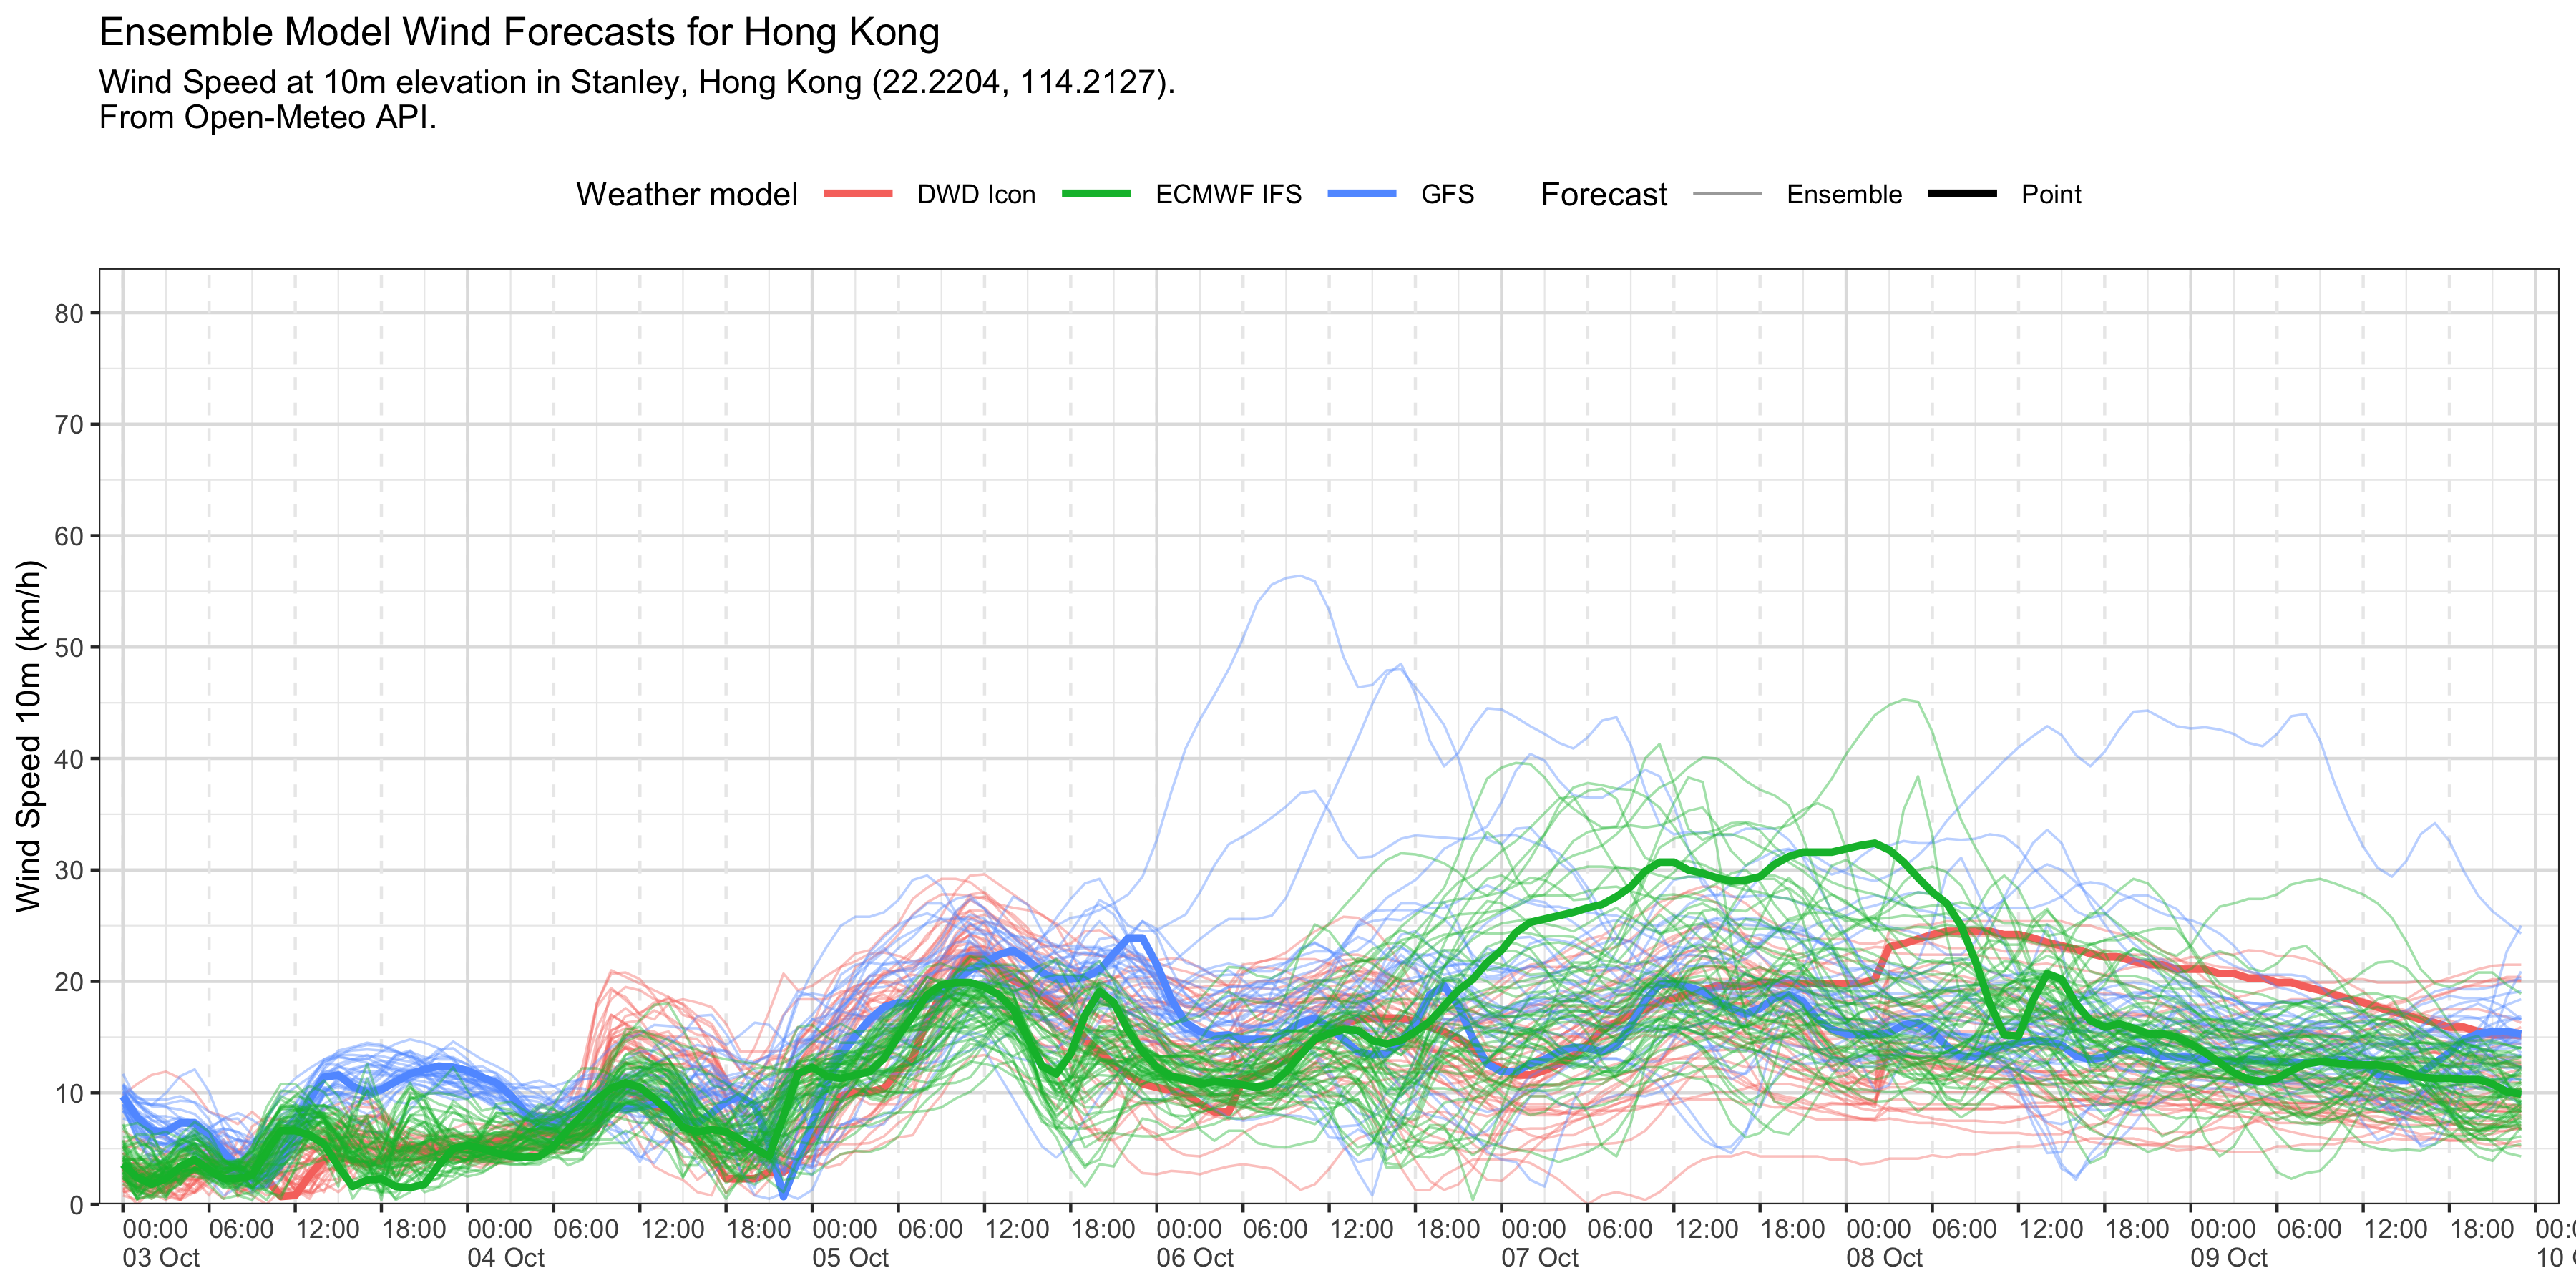 Ensemble Model Wind Forecasts for Hong Kong
Wind Speed at 10m elevation in Stanley, Hong Kong (22.2204, 114.2127).
From Open-Meteo API.
Weather model DWD Icon ECMWF IFS GFS Forecast Ensemble Point
Wind Speed 10m (km/h)
80
70
60
50
40
30
20
10
0
00:00 06:00 12:00 18:00 00:00 06:00 12:00 18:00 00:00 06:00 12:00 18:00 00:00 06:00 12:00 18:00 00:00 06:00 12:00 18:00 00:00 06:00 12:00 18:00 00:00 06:00 12:00 18:00
03 Oct 04 Oct 05 Oct 06 Oct 07 Oct 08 Oct 09 Oct 10